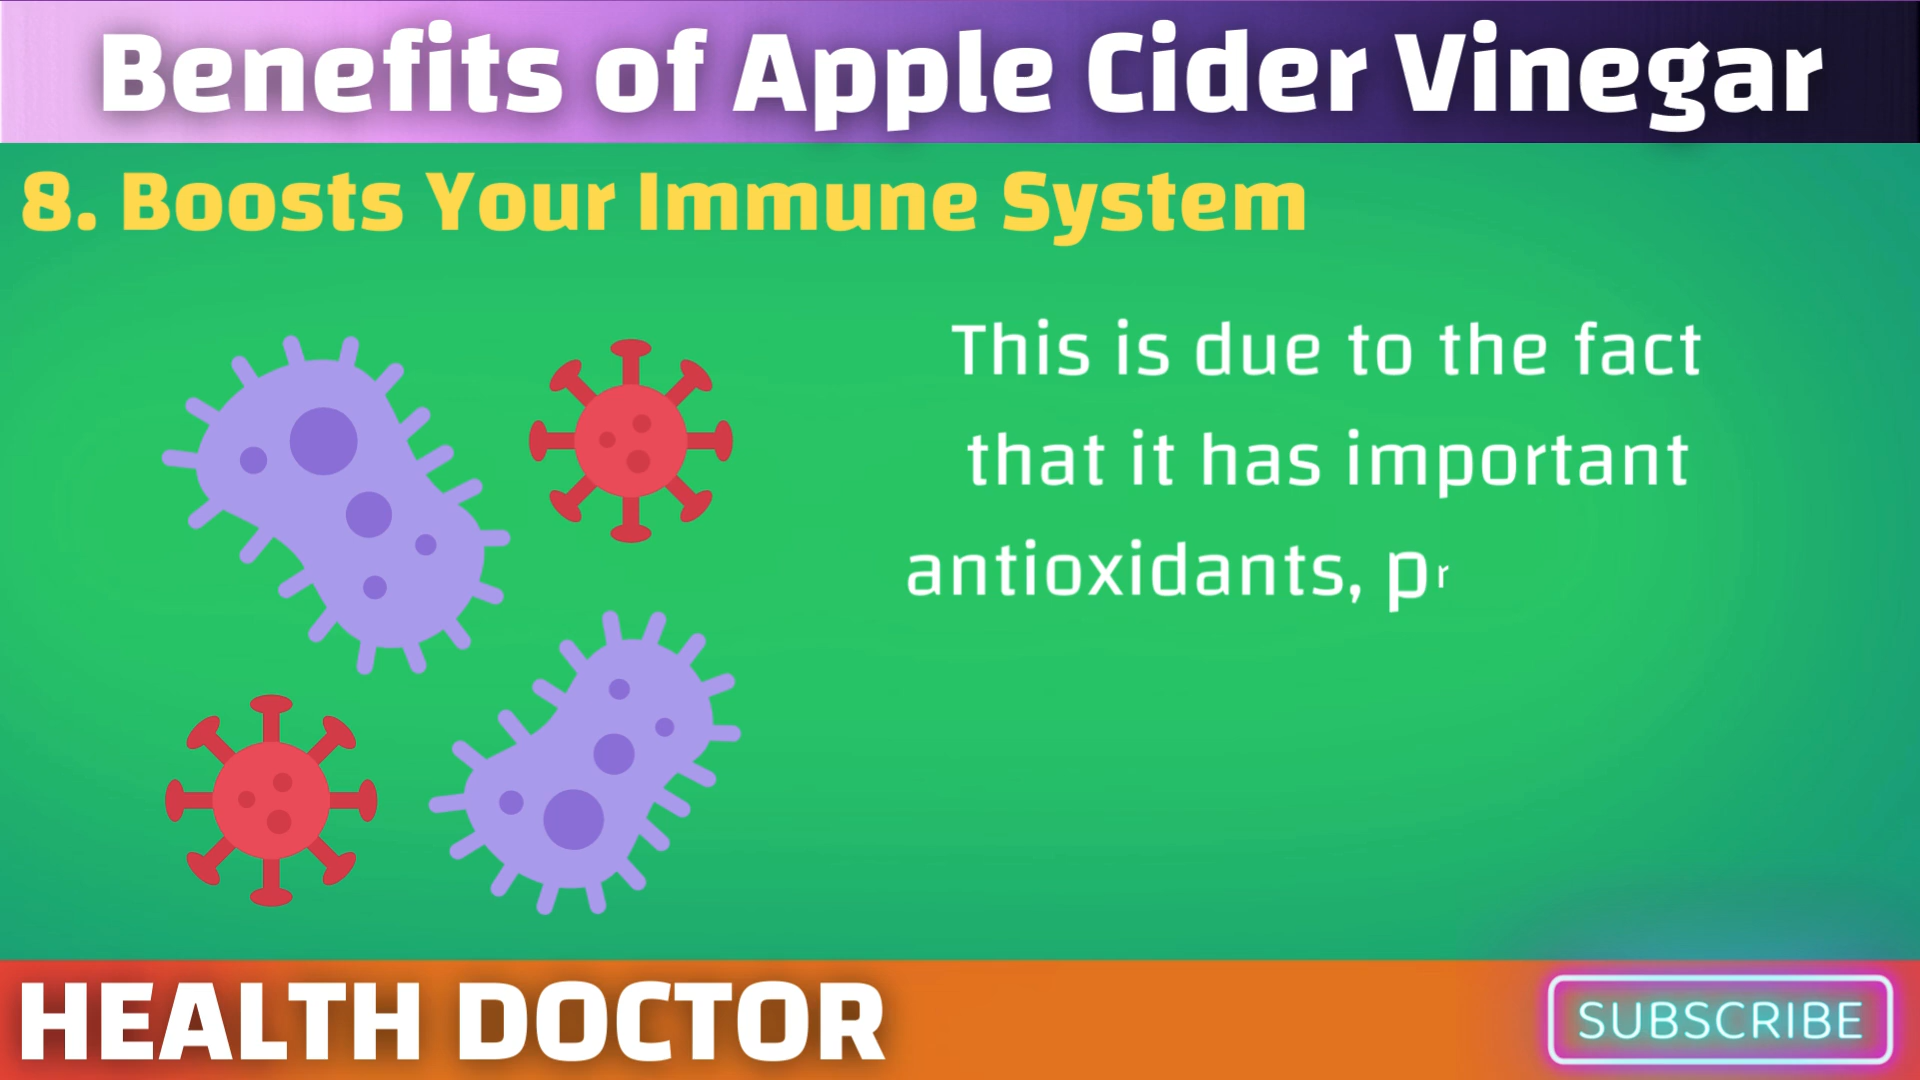 Benefits of Apple Cider Vinegar
8. Boosts Your Immune System
This is due to the fact
that it has important
antioxidants, pr
HEALTH DOCTOR
SUBSCRIBE